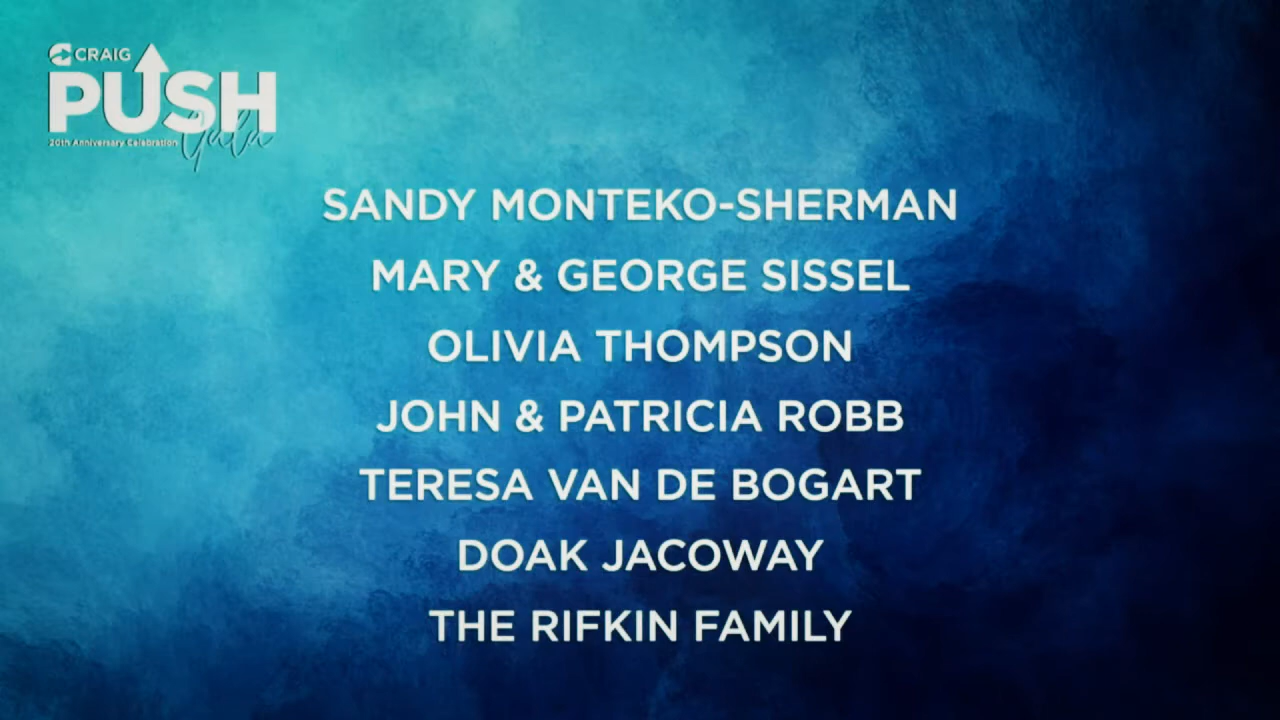 CRAIG
PUSH
Gala
20th Anniversary Celebration
SANDY MONTEKO-SHERMAN
MARY & GEORGE SISSEL
OLIVIA THOMPSON
JOHN & PATRICIA ROBB
TERESA VAN DE BOGART
DOAK JACOWAY
THE RIFKIN FAMILY